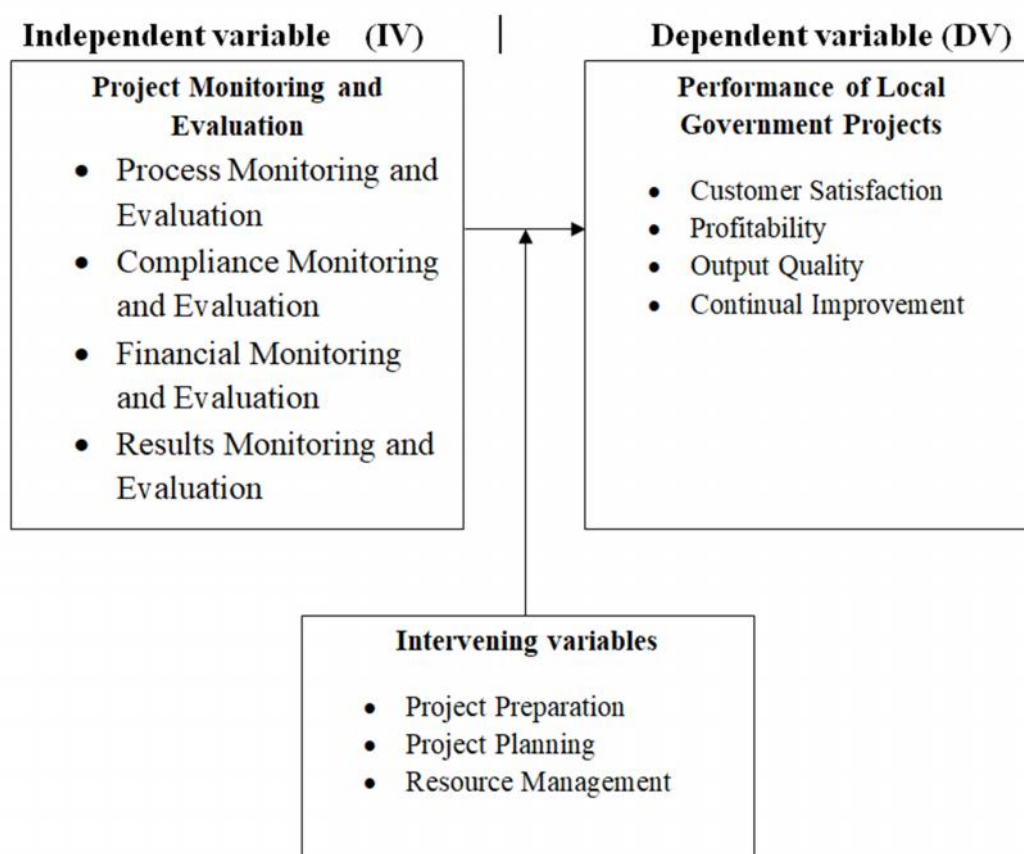 Independent variable (IV)
Dependent variable (DV)
Project Monitoring and
Evaluation
• Process Monitoring and
Evaluation
• Compliance Monitoring
and Evaluation
• Financial Monitoring
and Evaluation
• Results Monitoring and
Evaluation
Performance of Local
Government Projects
• Customer Satisfaction
• Profitability
• Output Quality
• Continual Improvement
Intervening variables
• Project Preparation
• Project Planning
• Resource Management